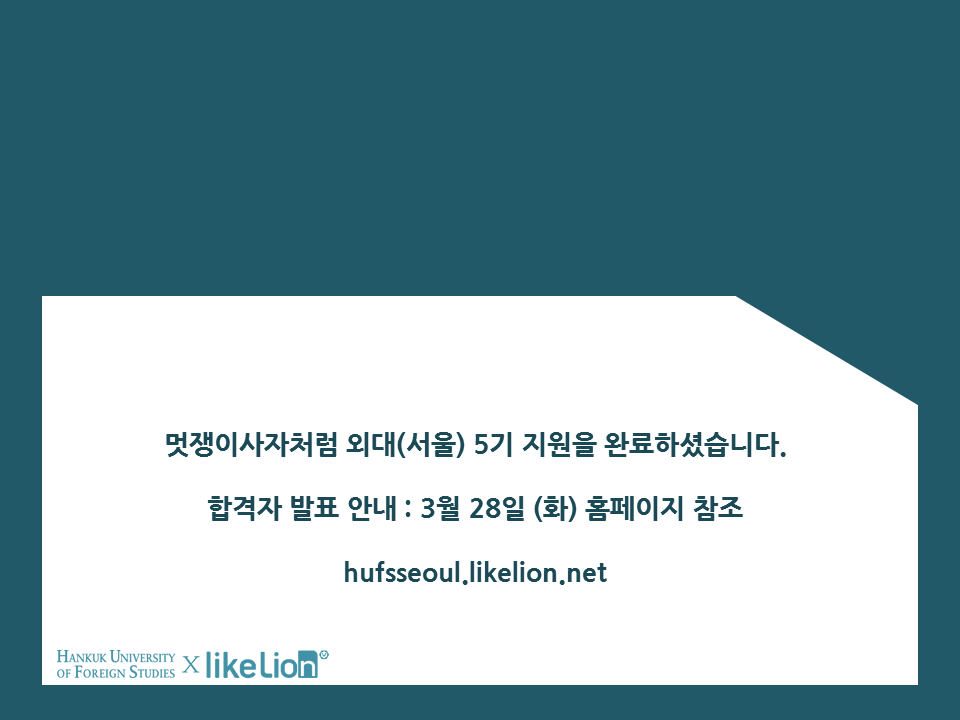 멋쟁이사자처럼 외대(서울) 5기 지원을 완료하셨습니다.
합격자 발표 안내 : 3월 28일 (화) 홈페이지 참조
hufsseoul.likelion.net
HANKUK UNIVERSITY
OF FOREIGN STUDIES X likeLion